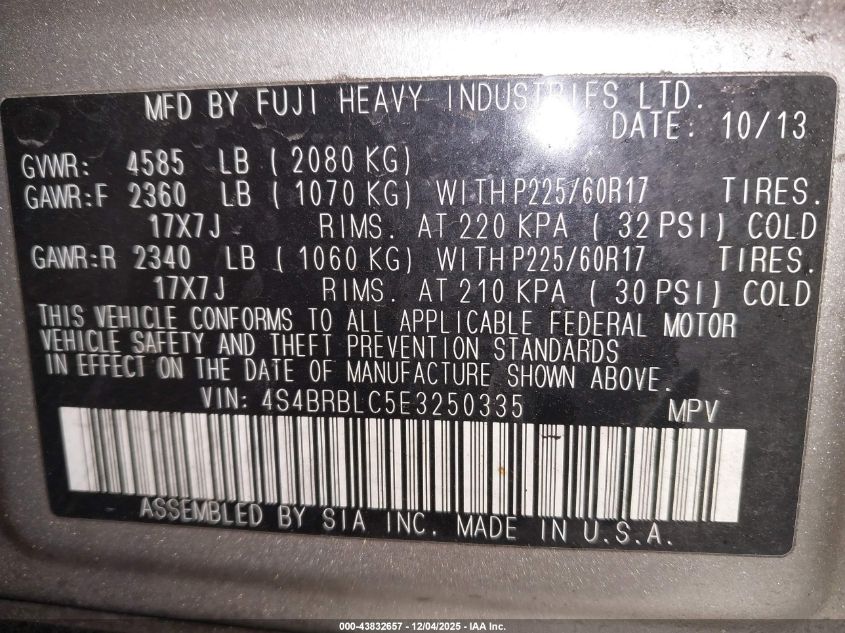 MFD BY FUJI HEAVY INDUSTRIES LTD.
DATE: 10/13
GVWR: 4585 LB ( 2080 KG)
GAWR:F 2360 LB ( 1070 KG) WITH P225/60R17 TIRES.
17X7J RIMS. AT 220 KPA ( 32 PSI) COLD
GAWR:R 2340 LB ( 1060 KG) WITH P225/60R17 TIRES.
17X7J RIMS. AT 210 KPA ( 30 PSI) COLD
THIS VEHICLE CONFORMS TO ALL APPLICABLE FEDERAL MOTOR
VEHICLE SAFETY AND THEFT PREVENTION STANDARDS
IN EFFECT ON THE DATE OF MANUFACTURE SHOWN ABOVE.
VIN: 4S4BRBLC5E3250335 MPV
ASSEMBLED BY SIA INC. MADE IN U.S.A.
000-43832657 - 12/04/2025 - IAA Inc.